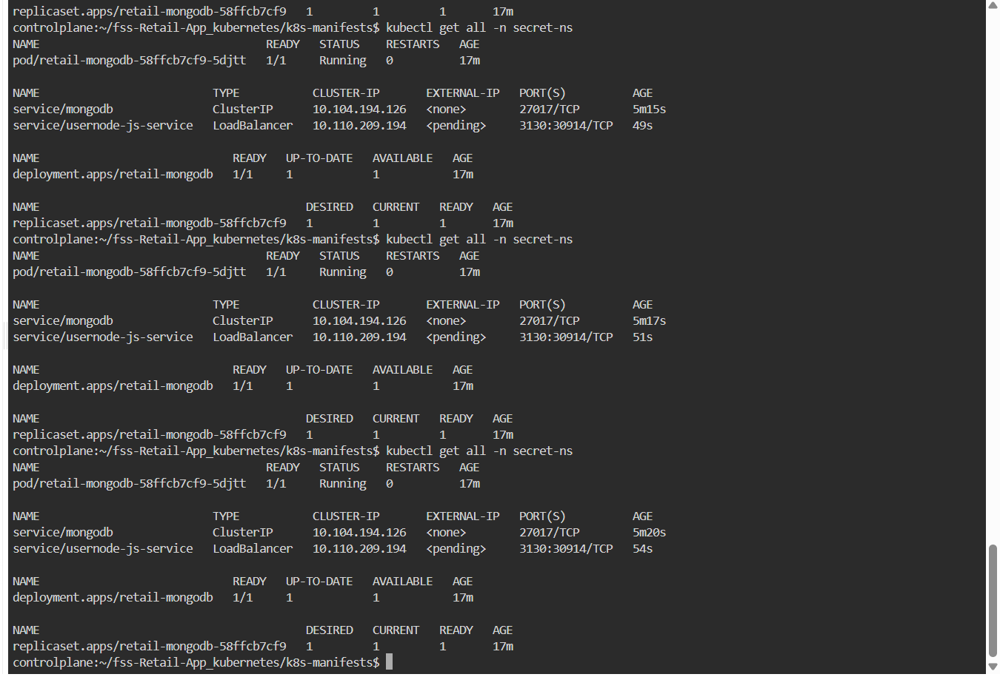 replicaset.apps/retail-mongodb-58ffcb7cf9   1         1         1       17m
controlplane:~/fss-Retail-App_kubernetes/k8s-manifests$ kubectl get all -n secret-ns
NAME                                  READY   STATUS    RESTARTS   AGE
pod/retail-mongodb-58ffcb7cf9-5djtt   1/1     Running   0          17m

NAME                          TYPE           CLUSTER-IP       EXTERNAL-IP   PORT(S)          AGE
service/mongodb               ClusterIP      10.104.194.126   <none>        27017/TCP        5m15s
service/usernode-js-service   LoadBalancer   10.110.209.194   <pending>     3130:30914/TCP   49s

NAME                             READY   UP-TO-DATE   AVAILABLE   AGE
deployment.apps/retail-mongodb   1/1     1            1           17m

NAME                                        DESIRED   CURRENT   READY   AGE
replicaset.apps/retail-mongodb-58ffcb7cf9   1         1         1       17m
controlplane:~/fss-Retail-App_kubernetes/k8s-manifests$ kubectl get all -n secret-ns
NAME                                  READY   STATUS    RESTARTS   AGE
pod/retail-mongodb-58ffcb7cf9-5djtt   1/1     Running   0          17m

NAME                          TYPE           CLUSTER-IP       EXTERNAL-IP   PORT(S)          AGE
service/mongodb               ClusterIP      10.104.194.126   <none>        27017/TCP        5m17s
service/usernode-js-service   LoadBalancer   10.110.209.194   <pending>     3130:30914/TCP   51s

NAME                             READY   UP-TO-DATE   AVAILABLE   AGE
deployment.apps/retail-mongodb   1/1     1            1           17m

NAME                                        DESIRED   CURRENT   READY   AGE
replicaset.apps/retail-mongodb-58ffcb7cf9   1         1         1       17m
controlplane:~/fss-Retail-App_kubernetes/k8s-manifests$ kubectl get all -n secret-ns
NAME                                  READY   STATUS    RESTARTS   AGE
pod/retail-mongodb-58ffcb7cf9-5djtt   1/1     Running   0          17m

NAME                          TYPE           CLUSTER-IP       EXTERNAL-IP   PORT(S)          AGE
service/mongodb               ClusterIP      10.104.194.126   <none>        27017/TCP        5m20s
service/usernode-js-service   LoadBalancer   10.110.209.194   <pending>     3130:30914/TCP   54s

NAME                             READY   UP-TO-DATE   AVAILABLE   AGE
deployment.apps/retail-mongodb   1/1     1            1           17m

NAME                                        DESIRED   CURRENT   READY   AGE
replicaset.apps/retail-mongodb-58ffcb7cf9   1         1         1       17m
controlplane:~/fss-Retail-App_kubernetes/k8s-manifests$